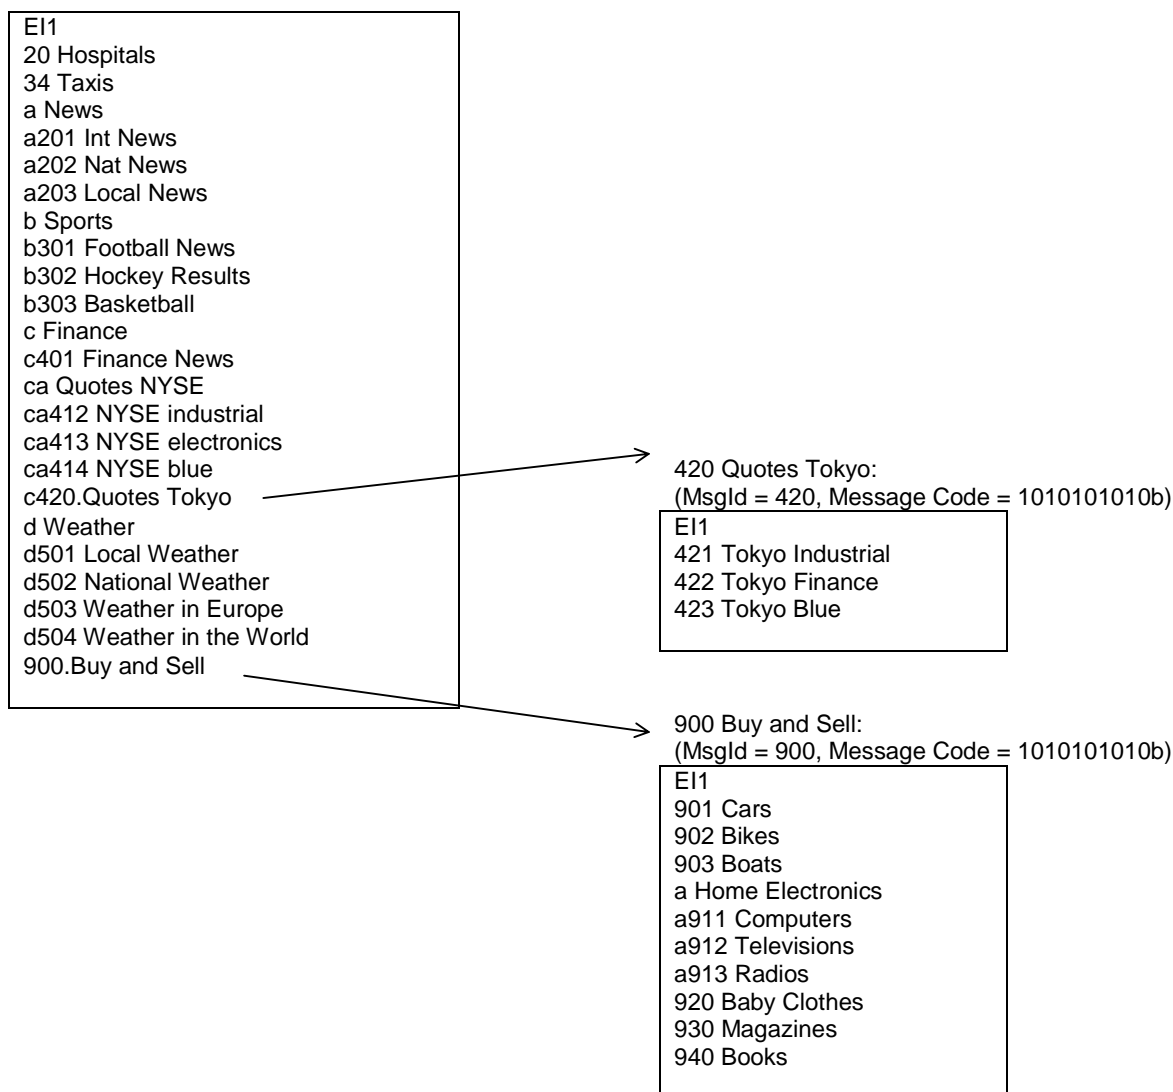 EI1
20 Hospitals
34 Taxis
a News
a201 Int News
a202 Nat News
a203 Local News
b Sports
b301 Football News
b302 Hockey Results
b303 Basketball
c Finance
c401 Finance News
ca Quotes NYSE
ca412 NYSE industrial
ca413 NYSE electronics
ca414 NYSE blue
c420.Quotes Tokyo
d Weather
d501 Local Weather
d502 National Weather
d503 Weather in Europe
d504 Weather in the World
900.Buy and Sell
420 Quotes Tokyo:
(MsgId = 420, Message Code = 1010101010b)
EI1
421 Tokyo Industrial
422 Tokyo Finance
423 Tokyo Blue
900 Buy and Sell:
(MsgId = 900, Message Code = 1010101010b)
EI1
901 Cars
902 Bikes
903 Boats
a Home Electronics
a911 Computers
a912 Televisions
a913 Radios
920 Baby Clothes
930 Magazines
940 Books